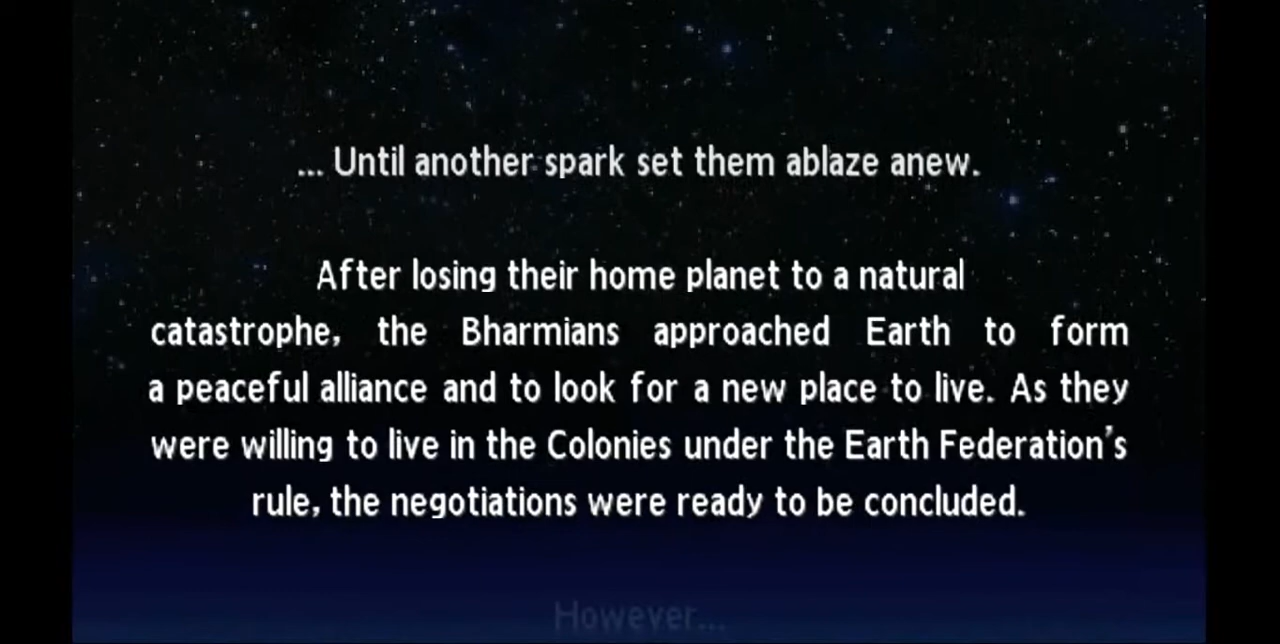 ... Until another spark set them ablaze anew.
After losing their home planet to a natural
catastrophe, the Bharmians approached Earth to form
a peaceful alliance and to look for a new place to live. As they
were willing to live in the Colonies under the Earth Federation's
rule, the negotiations were ready to be concluded.
However...